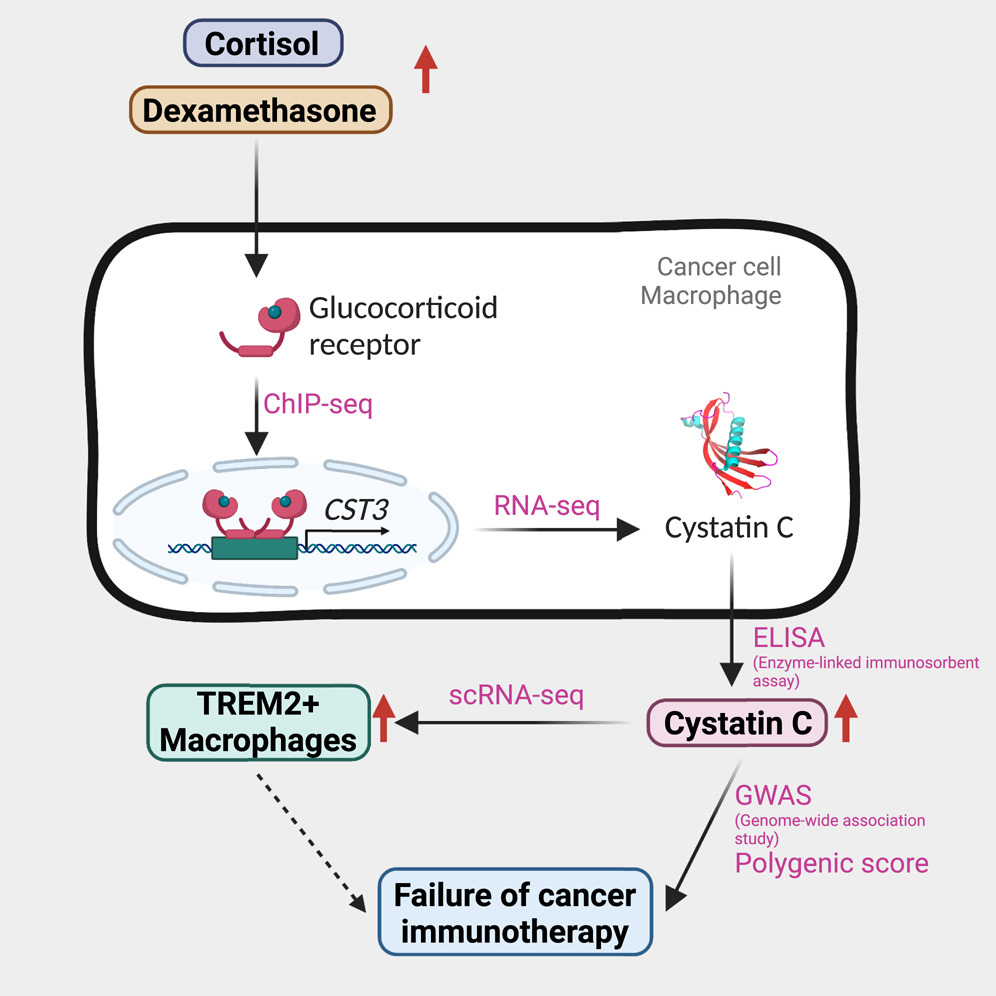 Cortisol
Dexamethasone
Cancer cell
Macrophage
Glucocorticoid
receptor
ChIP-seq
CST3
RNA-seq
Cystatin C
ELISA
(Enzyme-linked immunosorbent
assay)
TREM2+
Macrophages
scRNA-seq
Cystatin C
GWAS
(Genome-wide association
study)
Polygenic score
Failure of cancer
immunotherapy